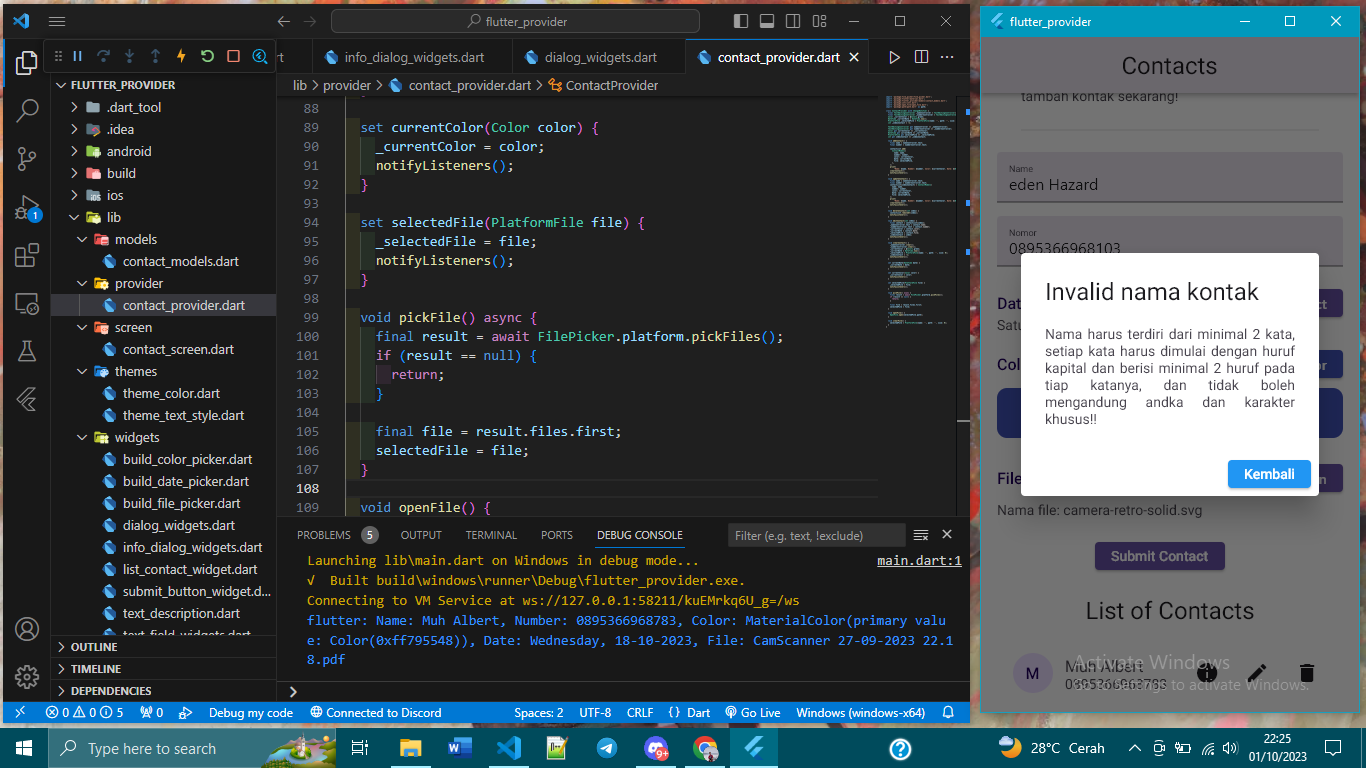 flutter_provider
rt
info_dialog_widgets.dart
dialog_widgets.dart
contact_provider.dart
FLUTTER_PROVIDER
.dart_tool
.idea
android
build
ios
lib
models
contact_models.dart
provider
contact_provider.dart
screen
contact_screen.dart
themes
theme_color.dart
theme_text_style.dart
widgets
build_color_picker.dart
build_date_picker.dart
build_file_picker.dart
dialog_widgets.dart
info_dialog_widgets.dart
list_contact_widget.dart
submit_button_widget.d...
text_description.dart
text_field_widgets.dart
OUTLINE
TIMELINE
DEPENDENCIES
1
lib > provider > contact_provider.dart > ContactProvider
88
89 set currentColor(Color color) {
90 _currentColor = color;
91 notifyListeners();
92 }
93
94 set selectedFile(PlatformFile file) {
95 _selectedFile = file;
96 notifyListeners();
97 }
98
99 void pickFile() async {
100 final result = await FilePicker.platform.pickFiles();
101 if (result == null) {
102 return;
103 }
104
105 final file = result.files.first;
106 selectedFile = file;
107 }
108
109 void openFile() {
PROBLEMS 5 OUTPUT TERMINAL PORTS DEBUG CONSOLE Filter (e.g. text, !exclude)
Launching lib\main.dart on Windows in debug mode... main.dart:1
√ Built build\windows\runner\Debug\flutter_provider.exe.
Connecting to VM Service at ws://127.0.0.1:58211/kuEMrkq6U_g=/ws
flutter: Name: Muh Albert, Number: 0895366968783, Color: MaterialColor(primary valu
e: Color(0xff795548)), Date: Wednesday, 18-10-2023, File: CamScanner 27-09-2023 22.1
8.pdf
0 0 5 0 Debug my code Connected to Discord Spaces: 2 UTF-8 CRLF {} Dart Go Live Windows (windows-x64)
flutter_provider
Contacts
tambah kontak sekarang!
Name
eden Hazard
Nomor
0895366968103
Dat
ct
Satu
Invalid nama kontak
Nama harus terdiri dari minimal 2 kata,
setiap kata harus dimulai dengan huruf
kapital dan berisi minimal 2 huruf pada
tiap katanya, dan tidak boleh
mengandung andka dan karakter
khusus!!
Kembali
Col
or
File
n
Nama file: camera-retro-solid.svg
Submit Contact
List of Contacts
M
Muh Albert
0895366968783
Activate Windows
Go to Settings to activate Windows.
Type here to search
9+
28°C Cerah
22:25
01/10/2023